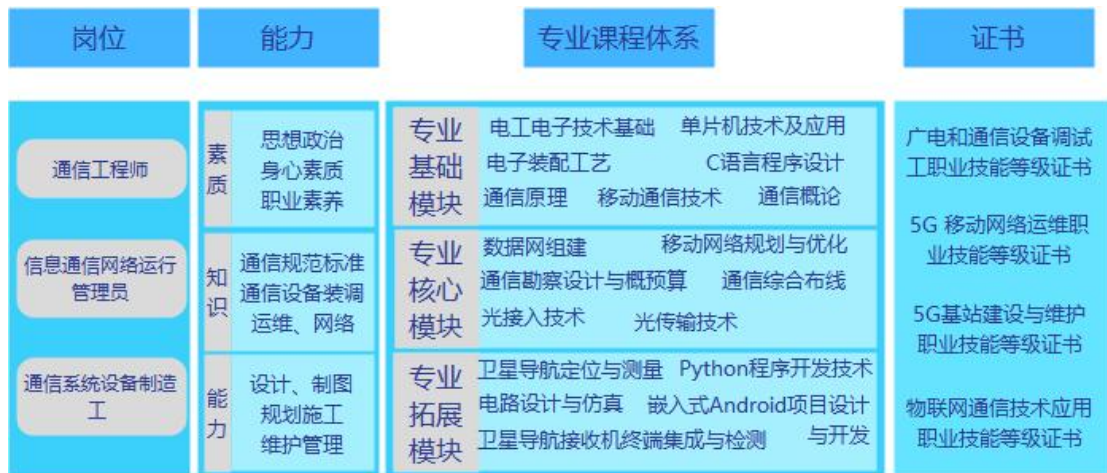 岗位
能力
专业课程体系
证书
通信工程师
信息通信网络运行
管理员
通信系统设备制造
工
素
质
思想政治
身心素质
职业素养
知
识
通信规范标准
通信设备装调
运维、网络
能
力
设计、制图
规划施工
维护管理
专业
基础
模块
电工电子技术基础 单片机技术及应用
电子装配工艺 C语言程序设计
通信原理 移动通信技术 通信概论
专业
核心
模块
数据网组建 移动网络规划与优化
通信勘察设计与概预算 通信综合布线
光接入技术 光传输技术
专业
拓展
模块
卫星导航定位与测量 Python程序开发技术
电路设计与仿真 嵌入式Android项目设计
与开发
卫星导航接收机终端集成与检测
广电和通信设备调试
工职业技能等级证书
5G 移动网络运维职
业技能等级证书
5G基站建设与维护
职业技能等级证书
物联网通信技术应用
职业技能等级证书